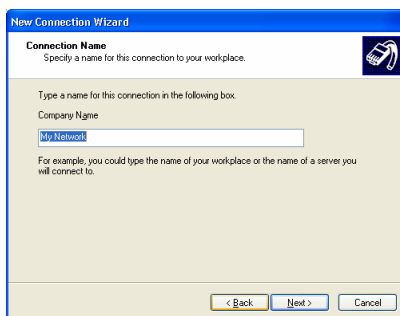 New Connection Wizard
Connection Name
Specify a name for this connection to your workplace.
Type a name for this connection in the following box.
Company Name
My Network
For example, you could type the name of your workplace or the name of a server you
will connect to.
< Back Next > Cancel